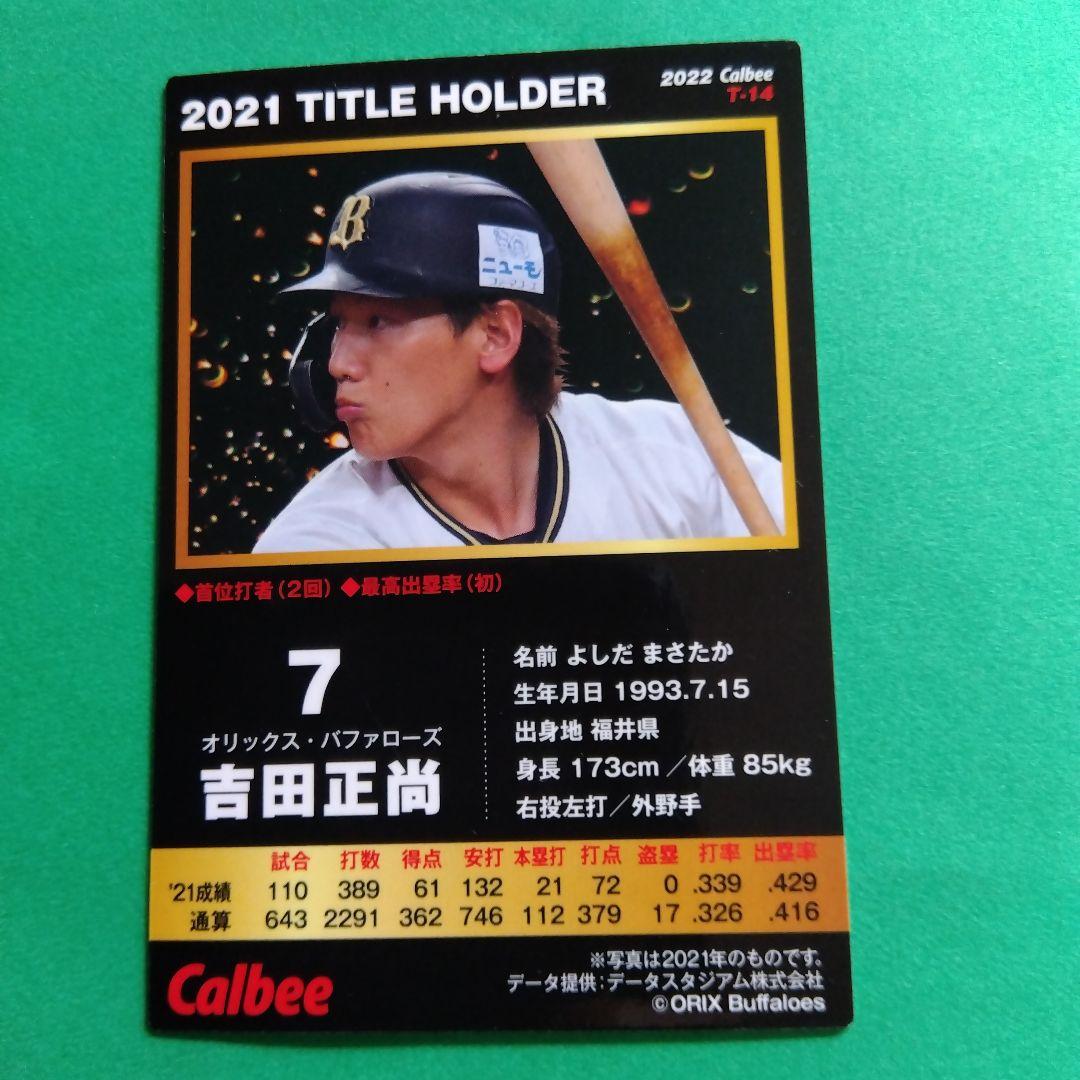 2021 TITLE HOLDER
2022 Calbee
T-14
B
ニューモ
◆首位打者(2回) ◆最高出塁率(初)
7
オリックス・バファローズ
吉田正尚
名前 よしだ まさたか
生年月日 1993.7.15
出身地 福井県
身長 173cm/体重 85kg
右投左打/外野手
試合 打数 得点 安打 本塁打 打点 盗塁 打率 出塁率
'21成績 110 389 61 132 21 72 0 .339 .429
通算 643 2291 362 746 112 379 17 .326 .416
Calbee
※写真は2021年のものです。
データ提供:データスタジアム株式会社
©ORIX Buffaloes